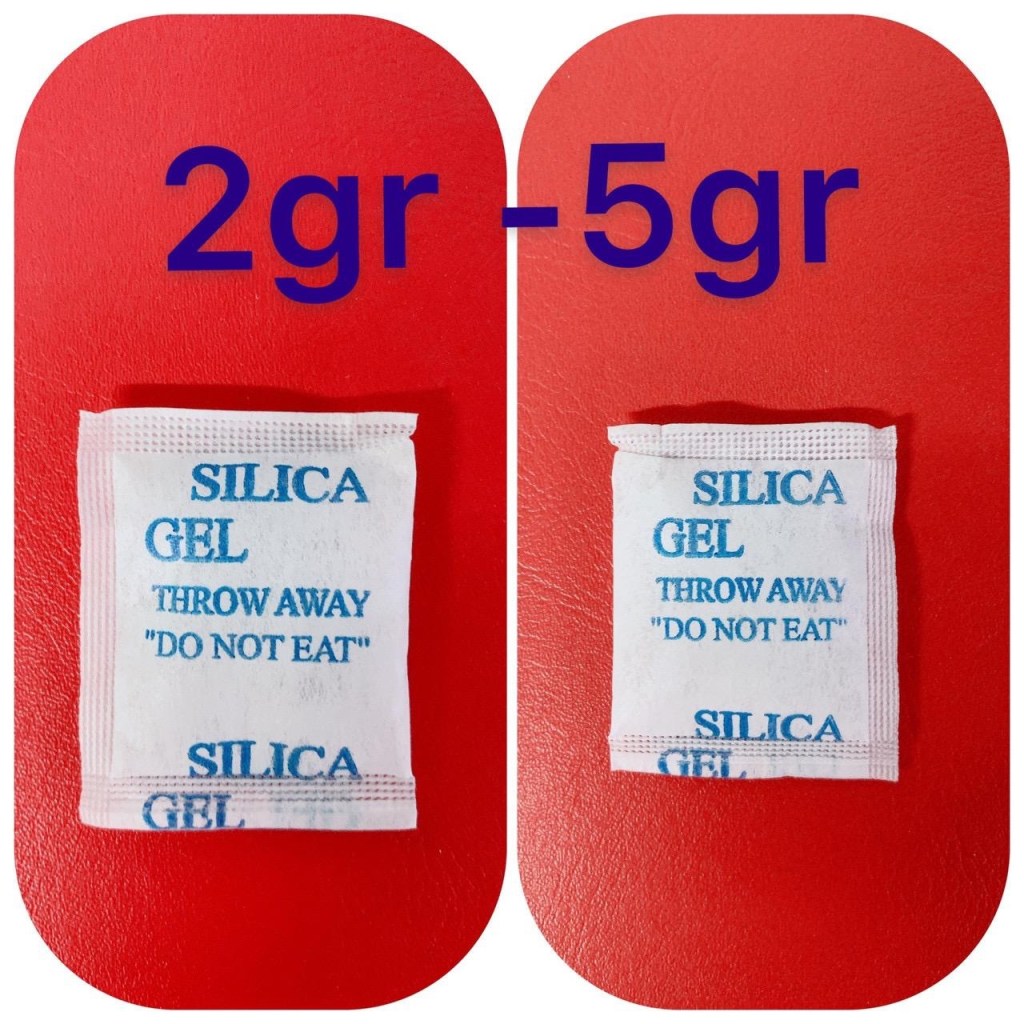 2gr -5gr
SILICA
GEL
THROW AWAY
"DO NOT EAT"
SILICA
GEL
SILICA
GEL
THROW AWAY
"DO NOT EAT"
SILICA
GEL